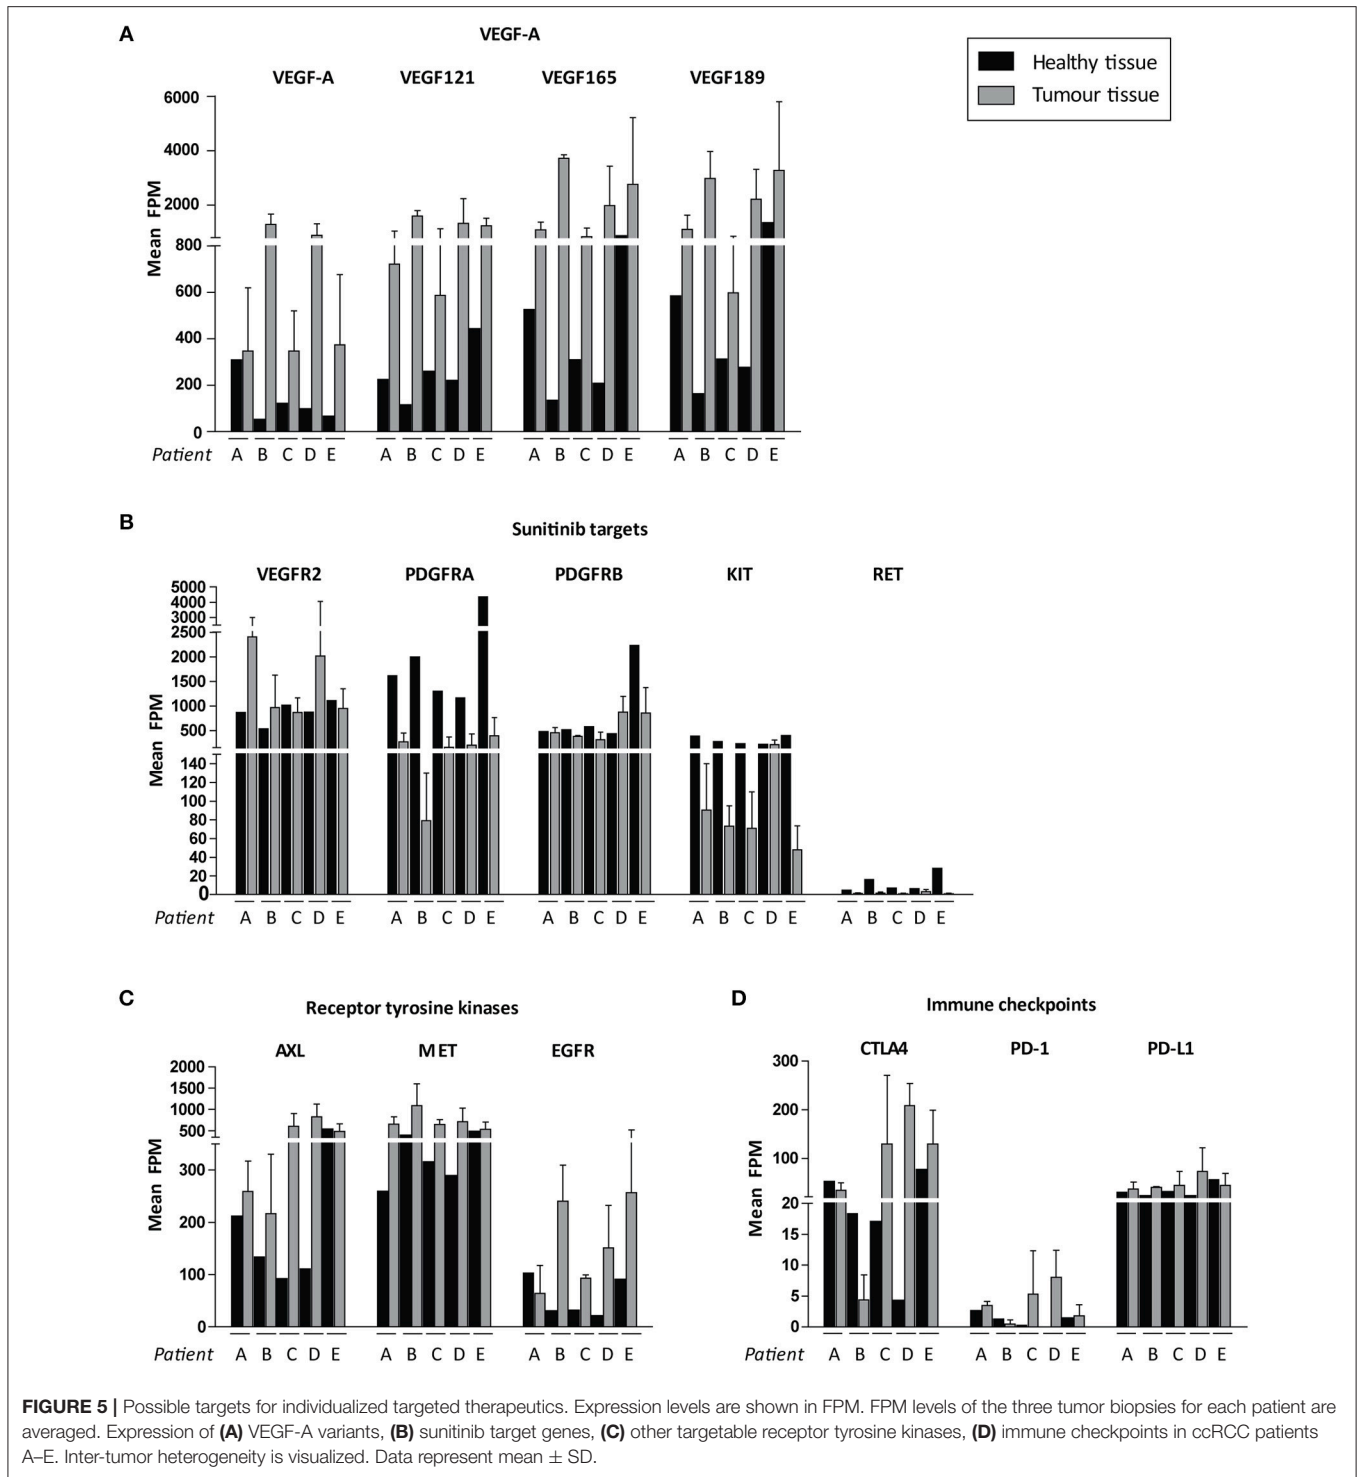 A
VEGF-A
Healthy tissue
Tumour tissue
VEGF-A VEGF121 VEGF165 VEGF189
6000
4000
2000
800
600
400
200
0
Mean FPM
Patient A B C D E A B C D E A B C D E A B C D E
B
Sunitinib targets
VEGFR2 PDGFRA PDGFRB KIT RET
5000
4000
3000
2500
2000
1500
1000
500
140
120
100
80
60
40
20
0
Mean FPM
Patient A B C D E A B C D E A B C D E A B C D E A B C D E
C
Receptor tyrosine kinases
AXL MET EGFR
2000
1500
1000
500
300
200
100
0
Mean FPM
Patient A B C D E A B C D E A B C D E
D
Immune checkpoints
CTLA4 PD-1 PD-L1
300
200
100
20
15
10
5
0
Mean FPM
Patient A B C D E A B C D E A B C D E
FIGURE 5 | Possible targets for individualized targeted therapeutics. Expression levels are shown in FPM. FPM levels of the three tumor biopsies for each patient are
averaged. Expression of (A) VEGF-A variants, (B) sunitinib target genes, (C) other targetable receptor tyrosine kinases, (D) immune checkpoints in ccRCC patients
A–E. Inter-tumor heterogeneity is visualized. Data represent mean ± SD.